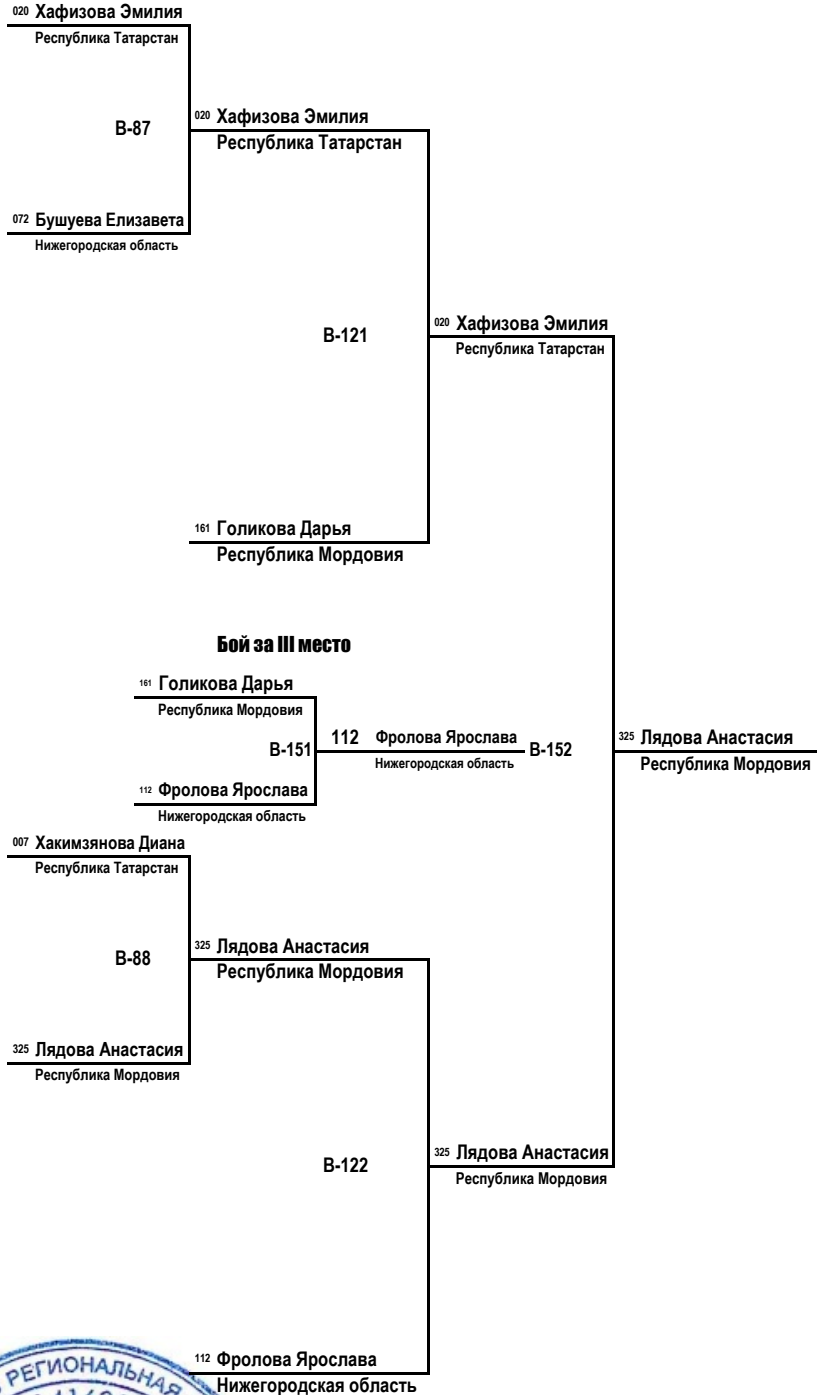 020 Хафизова Эмилия
Республика Татарстан
B-87
020 Хафизова Эмилия
Республика Татарстан
072 Бушуева Елизавета
Нижегородская область
B-121
020 Хафизова Эмилия
Республика Татарстан
161 Голикова Дарья
Республика Мордовия
Бой за III место
161 Голикова Дарья
Республика Мордовия
B-151
112 Фролова Ярослава
Нижегородская область
B-152
325 Лядова Анастасия
Республика Мордовия
112 Фролова Ярослава
Нижегородская область
007 Хакимзянова Диана
Республика Татарстан
B-88
325 Лядова Анастасия
Республика Мордовия
325 Лядова Анастасия
Республика Мордовия
B-122
325 Лядова Анастасия
Республика Мордовия
112 Фролова Ярослава
Нижегородская область
РЕГИОНАЛЬНАЯ